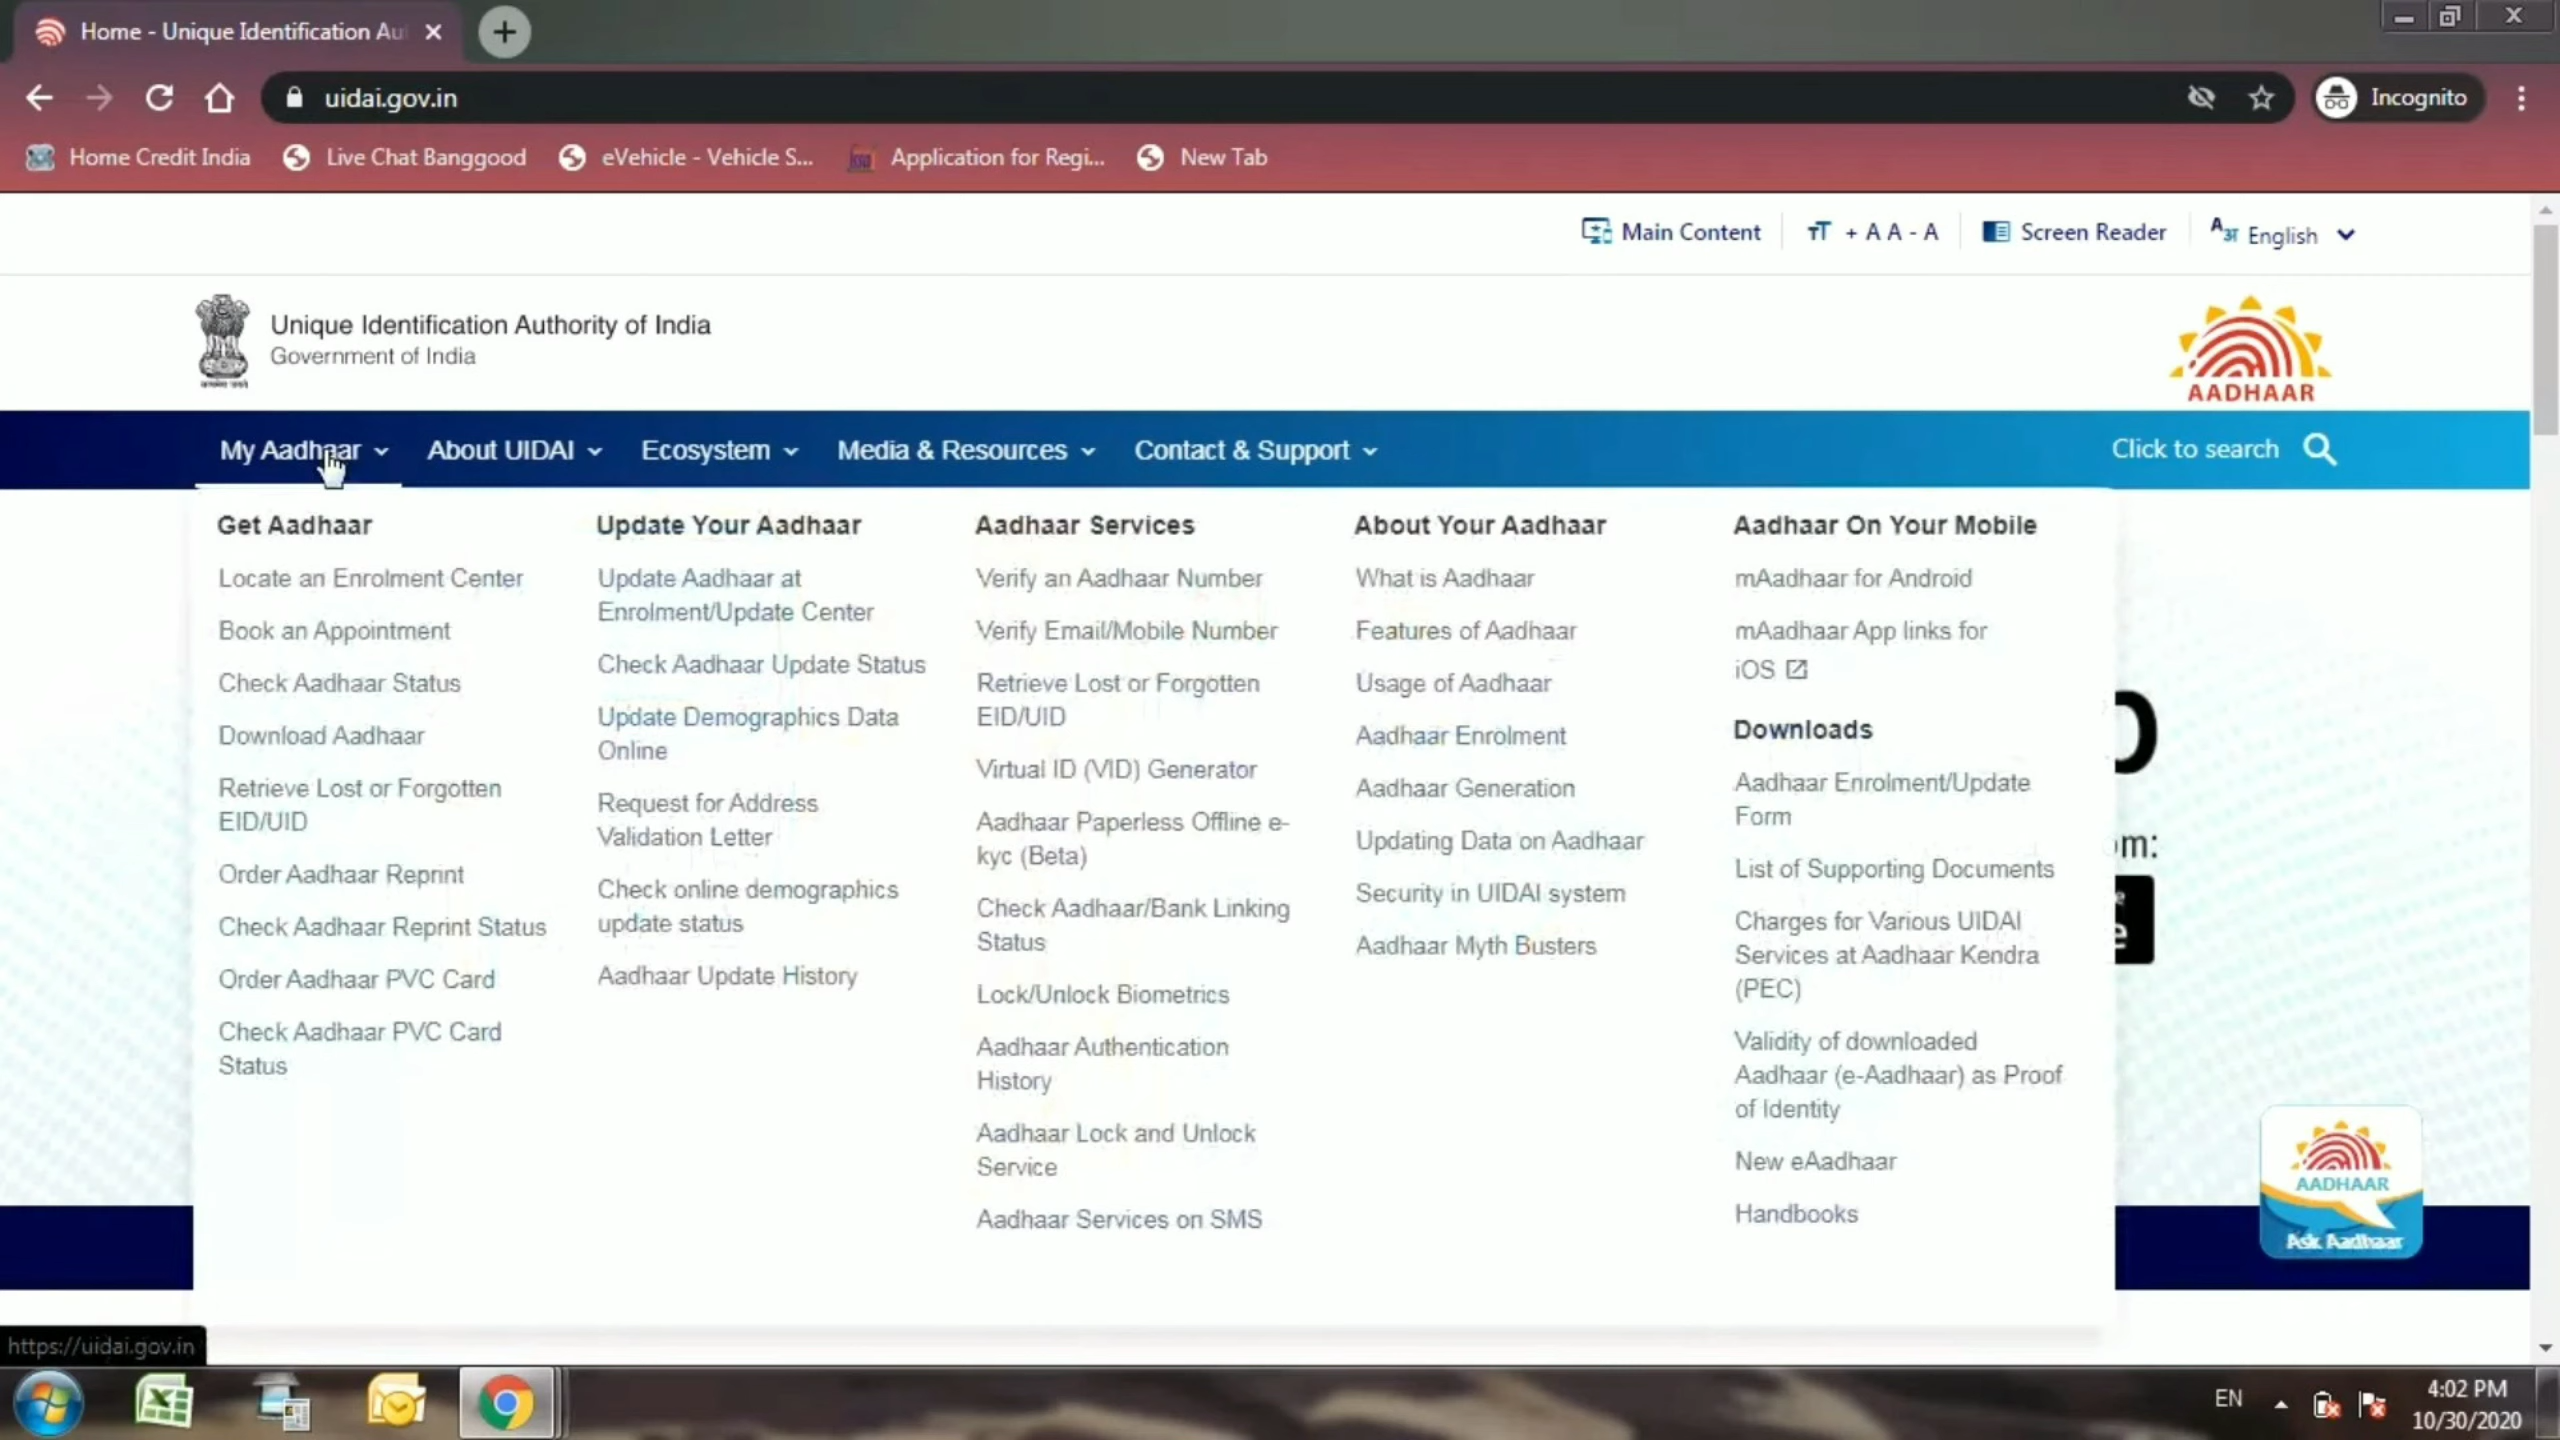 Home - Unique Identification Au
uidai.gov.in
Incognito
Home Credit India
Live Chat Banggood
eVehicle - Vehicle S...
Application for Regi...
New Tab
Main Content
+ A A - A
Screen Reader
English
Unique Identification Authority of India
Government of India
AADHAAR
My Aadhaar
About UIDAI
Ecosystem
Media & Resources
Contact & Support
Click to search
Get Aadhaar
Locate an Enrolment Center
Book an Appointment
Check Aadhaar Status
Download Aadhaar
Retrieve Lost or Forgotten
EID/UID
Order Aadhaar Reprint
Check Aadhaar Reprint Status
Order Aadhaar PVC Card
Check Aadhaar PVC Card
Status
Update Your Aadhaar
Update Aadhaar at
Enrolment/Update Center
Check Aadhaar Update Status
Update Demographics Data
Online
Request for Address
Validation Letter
Check online demographics
update status
Aadhaar Update History
Aadhaar Services
Verify an Aadhaar Number
Verify Email/Mobile Number
Retrieve Lost or Forgotten
EID/UID
Virtual ID (VID) Generator
Aadhaar Paperless Offline e-
kyc (Beta)
Check Aadhaar/Bank Linking
Status
Lock/Unlock Biometrics
Aadhaar Authentication
History
Aadhaar Lock and Unlock
Service
Aadhaar Services on SMS
About Your Aadhaar
What is Aadhaar
Features of Aadhaar
Usage of Aadhaar
Aadhaar Enrolment
Aadhaar Generation
Updating Data on Aadhaar
Security in UIDAI system
Aadhaar Myth Busters
Aadhaar On Your Mobile
mAadhaar for Android
mAadhaar App links for
iOS
Downloads
Aadhaar Enrolment/Update
Form
List of Supporting Documents
Charges for Various UIDAI
Services at Aadhaar Kendra
(PEC)
Validity of downloaded
Aadhaar (e-Aadhaar) as Proof
of Identity
New eAadhaar
Handbooks
om:
AADHAAR
Ask Aadhaar
https://uidai.gov.in
EN
4:02 PM
10/30/2020